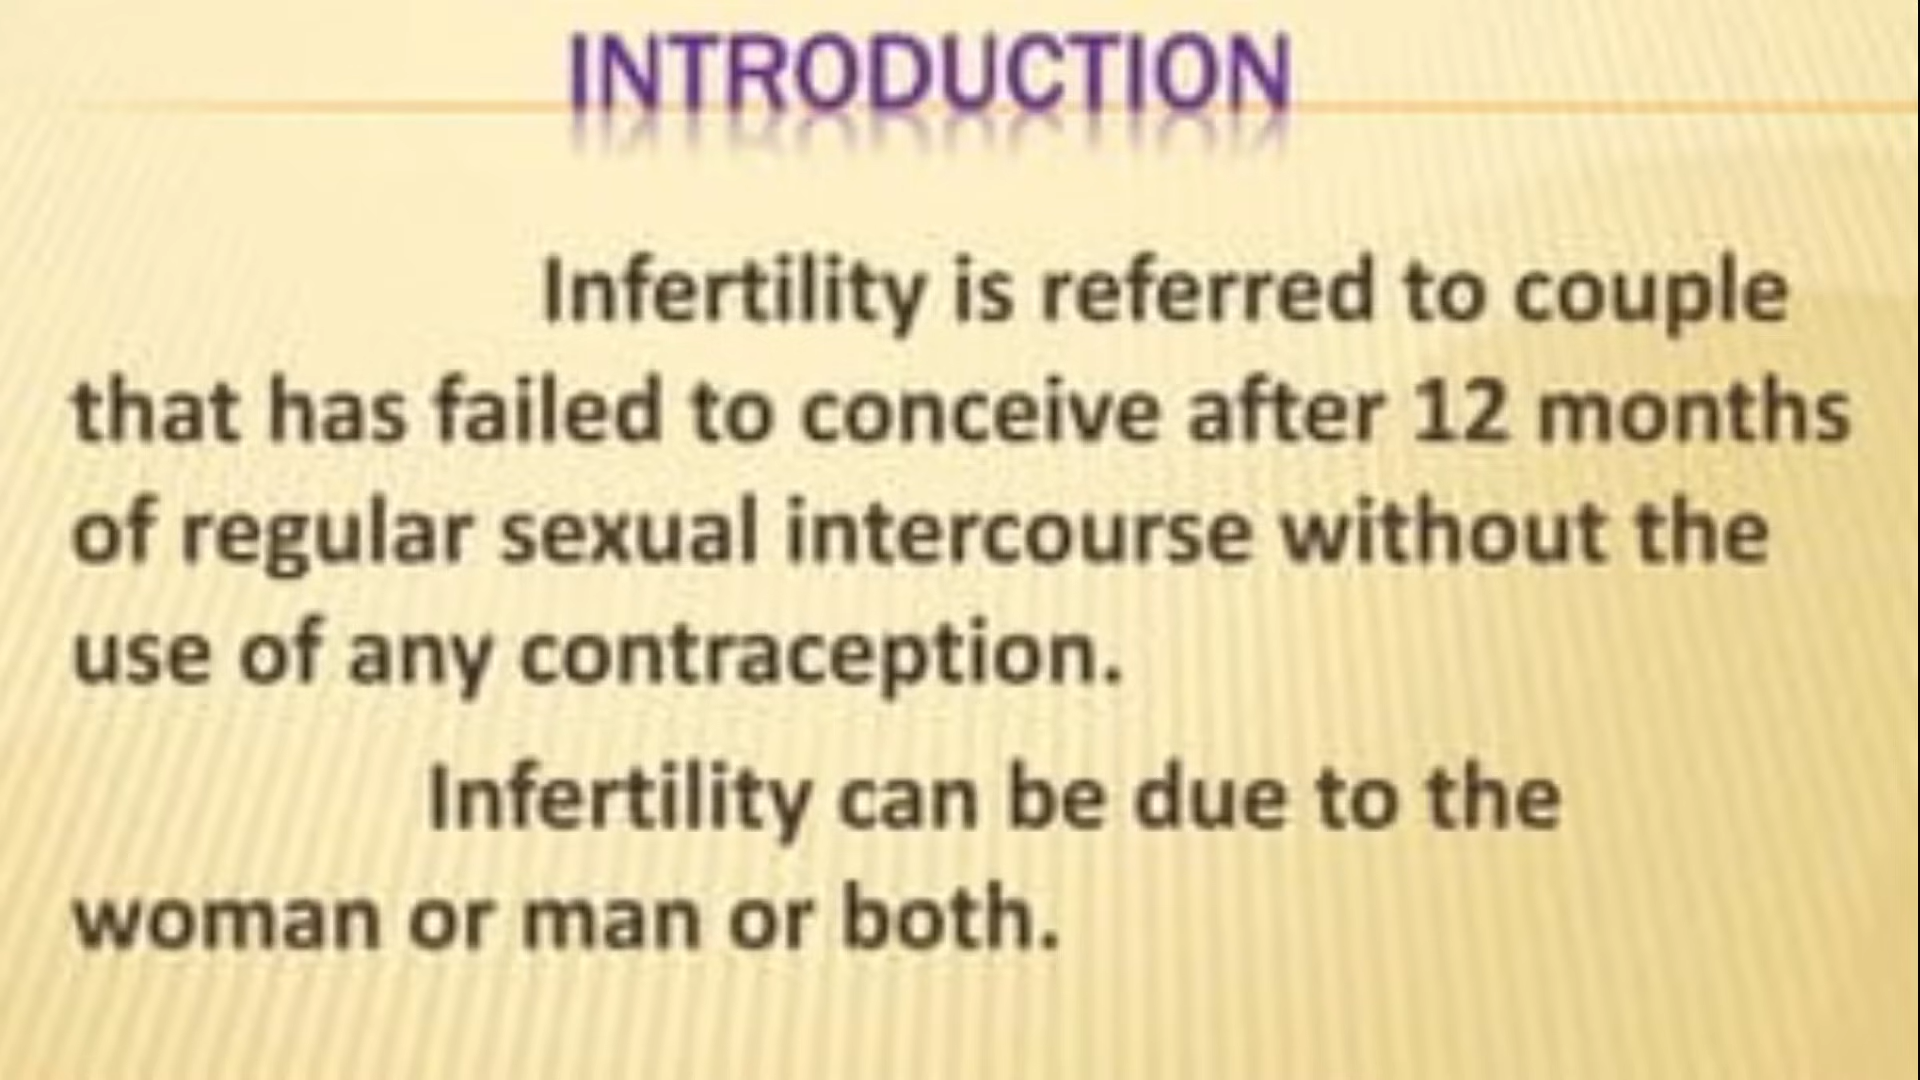 INTRODUCTION
Infertility is referred to couple
that has failed to conceive after 12 months
of regular sexual intercourse without the
use of any contraception.
Infertility can be due to the
woman or man or both.